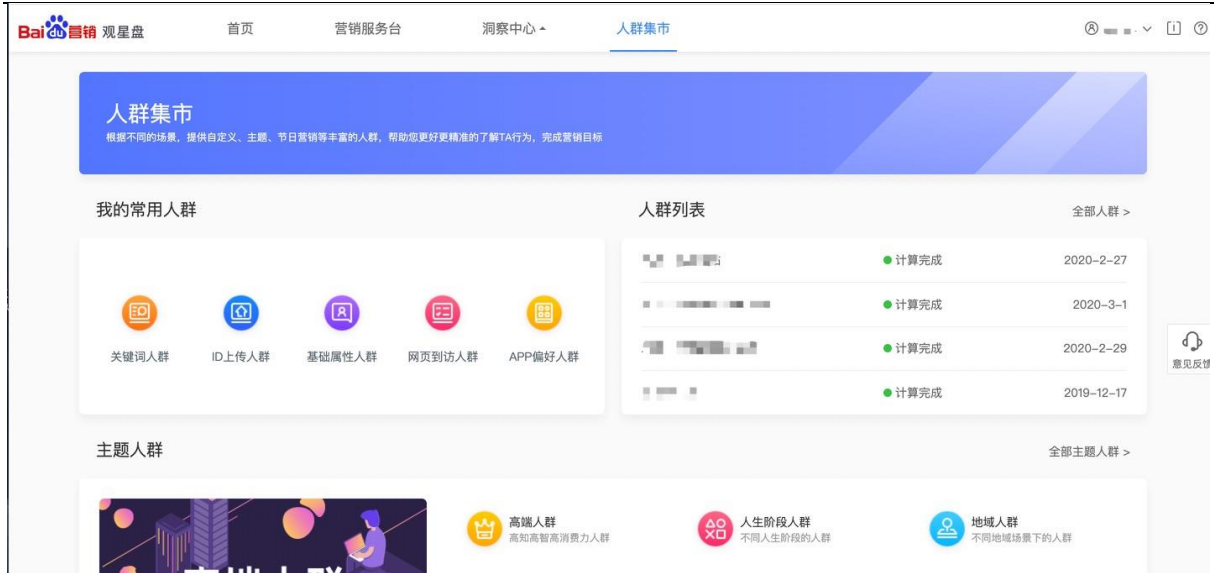 Bai du 营销 观星盘
首页
营销服务台
洞察中心
人群集市
人群集市
根据不同的场景，提供自定义、主题、节日营销等丰富的人群，帮助您更好更精准的了解TA行为，完成营销目标
我的常用人群
关键词人群
ID上传人群
基础属性人群
网页到访人群
APP偏好人群
人群列表
全部人群 >
计算完成 2020-2-27
计算完成 2020-3-1
计算完成 2020-2-29
计算完成 2019-12-17
意见反馈
主题人群
全部主题人群 >
高端人群
高知高智高消费力人群
人生阶段人群
不同人生阶段的人群
地域人群
不同地域场景下的人群